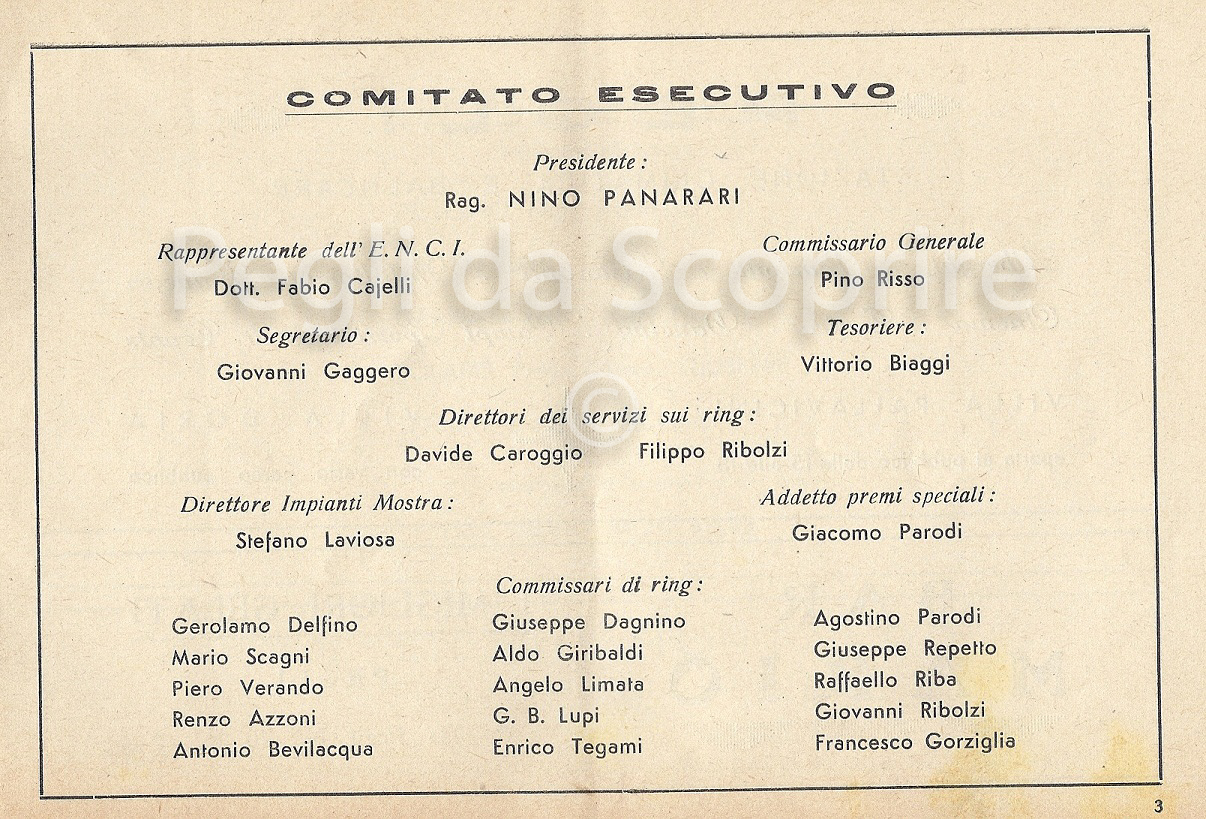 COMITATO ESECUTIVO
Presidente :
Rag. NINO PANARARI
Rappresentante dell' E. N. C. I.
Dott. Fabio Cajelli
Commissario Generale
Pino Risso
Pegli da Scoprire
Segretario :
Giovanni Gaggero
Tesoriere :
Vittorio Biaggi
©
Direttori dei servizi sui ring :
Davide Caroggio Filippo Ribolzi
Direttore Impianti Mostra :
Stefano Laviosa
Addetto premi speciali :
Giacomo Parodi
Commissari di ring :
Gerolamo Delfino
Mario Scagni
Piero Verando
Renzo Azzoni
Antonio Bevilacqua
Giuseppe Dagnino
Aldo Giribaldi
Angelo Limata
G. B. Lupi
Enrico Tegami
Agostino Parodi
Giuseppe Repetto
Raffaello Riba
Giovanni Ribolzi
Francesco Gorziglia
3